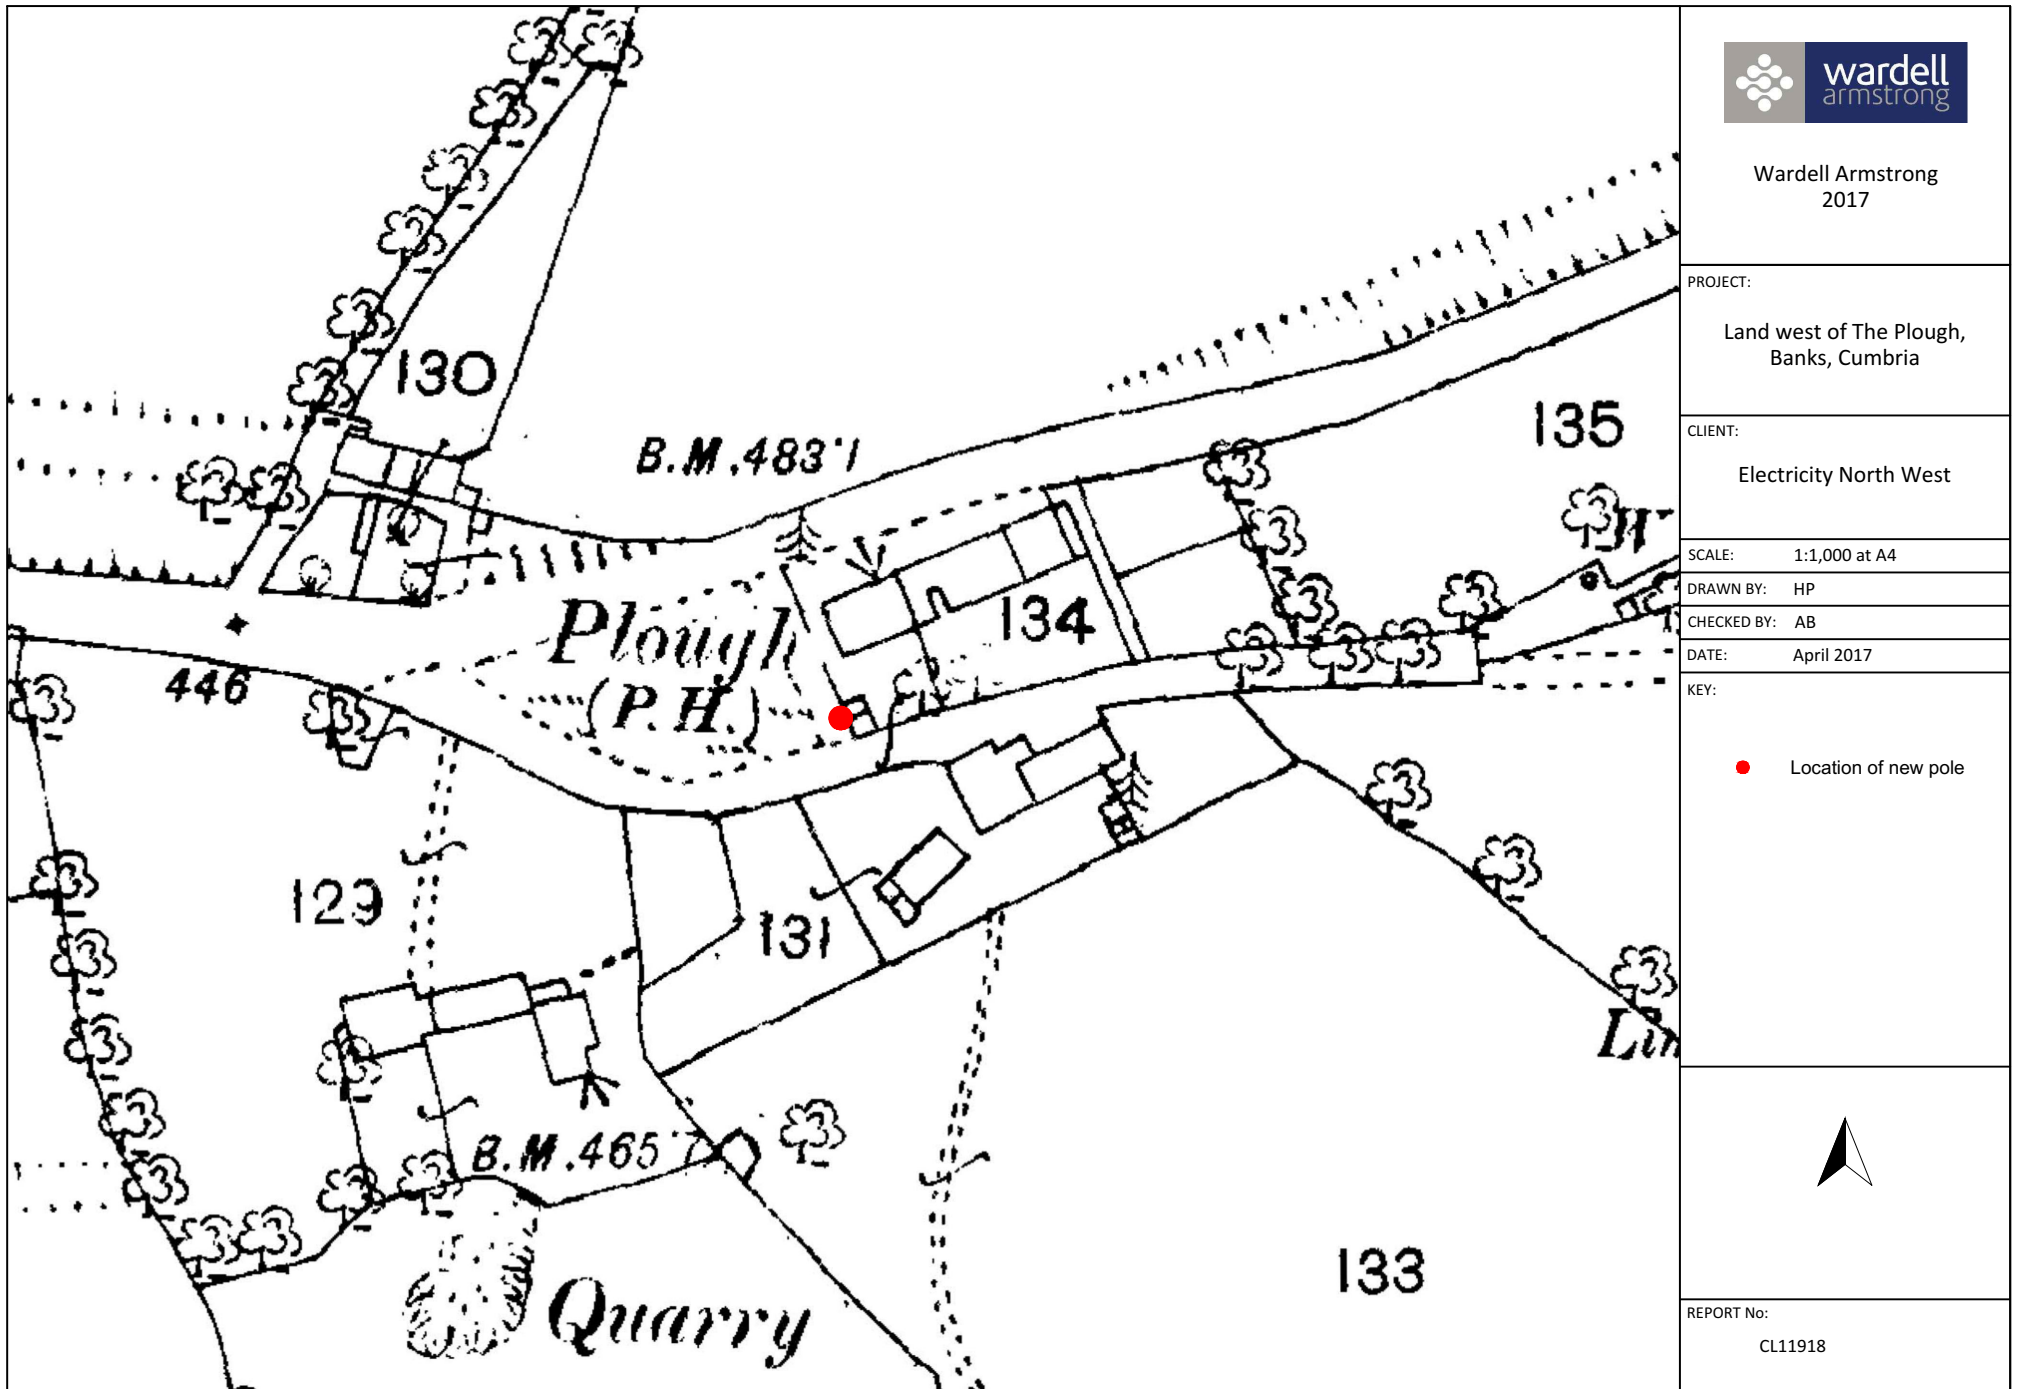 130
B.M.483·1
135
W
Plough
(P.H.)
134
446
129
131
Lin
B.M.465·7
133
Quarry
wardell
armstrong
Wardell Armstrong
2017
PROJECT:
Land west of The Plough,
Banks, Cumbria
CLIENT:
Electricity North West
SCALE: 1:1,000 at A4
DRAWN BY: HP
CHECKED BY: AB
DATE: April 2017
KEY:
Location of new pole
REPORT No:
CL11918